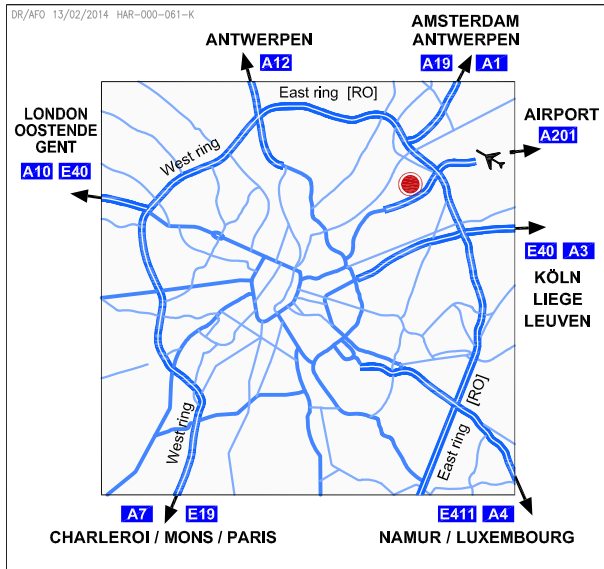 DR/AFO 13/02/2014 HAR-000-061-K
AMSTERDAM
ANTWERPEN
ANTWERPEN
A12
A19 A1
East ring [RO]
LONDON
OOSTENDE
GENT
A10 E40
West ring
AIRPORT
A201
E40 A3
KÖLN
LIEGE
LEUVEN
West ring
East ring [RO]
A7 E19
CHARLEROI / MONS / PARIS
E411 A4
NAMUR / LUXEMBOURG